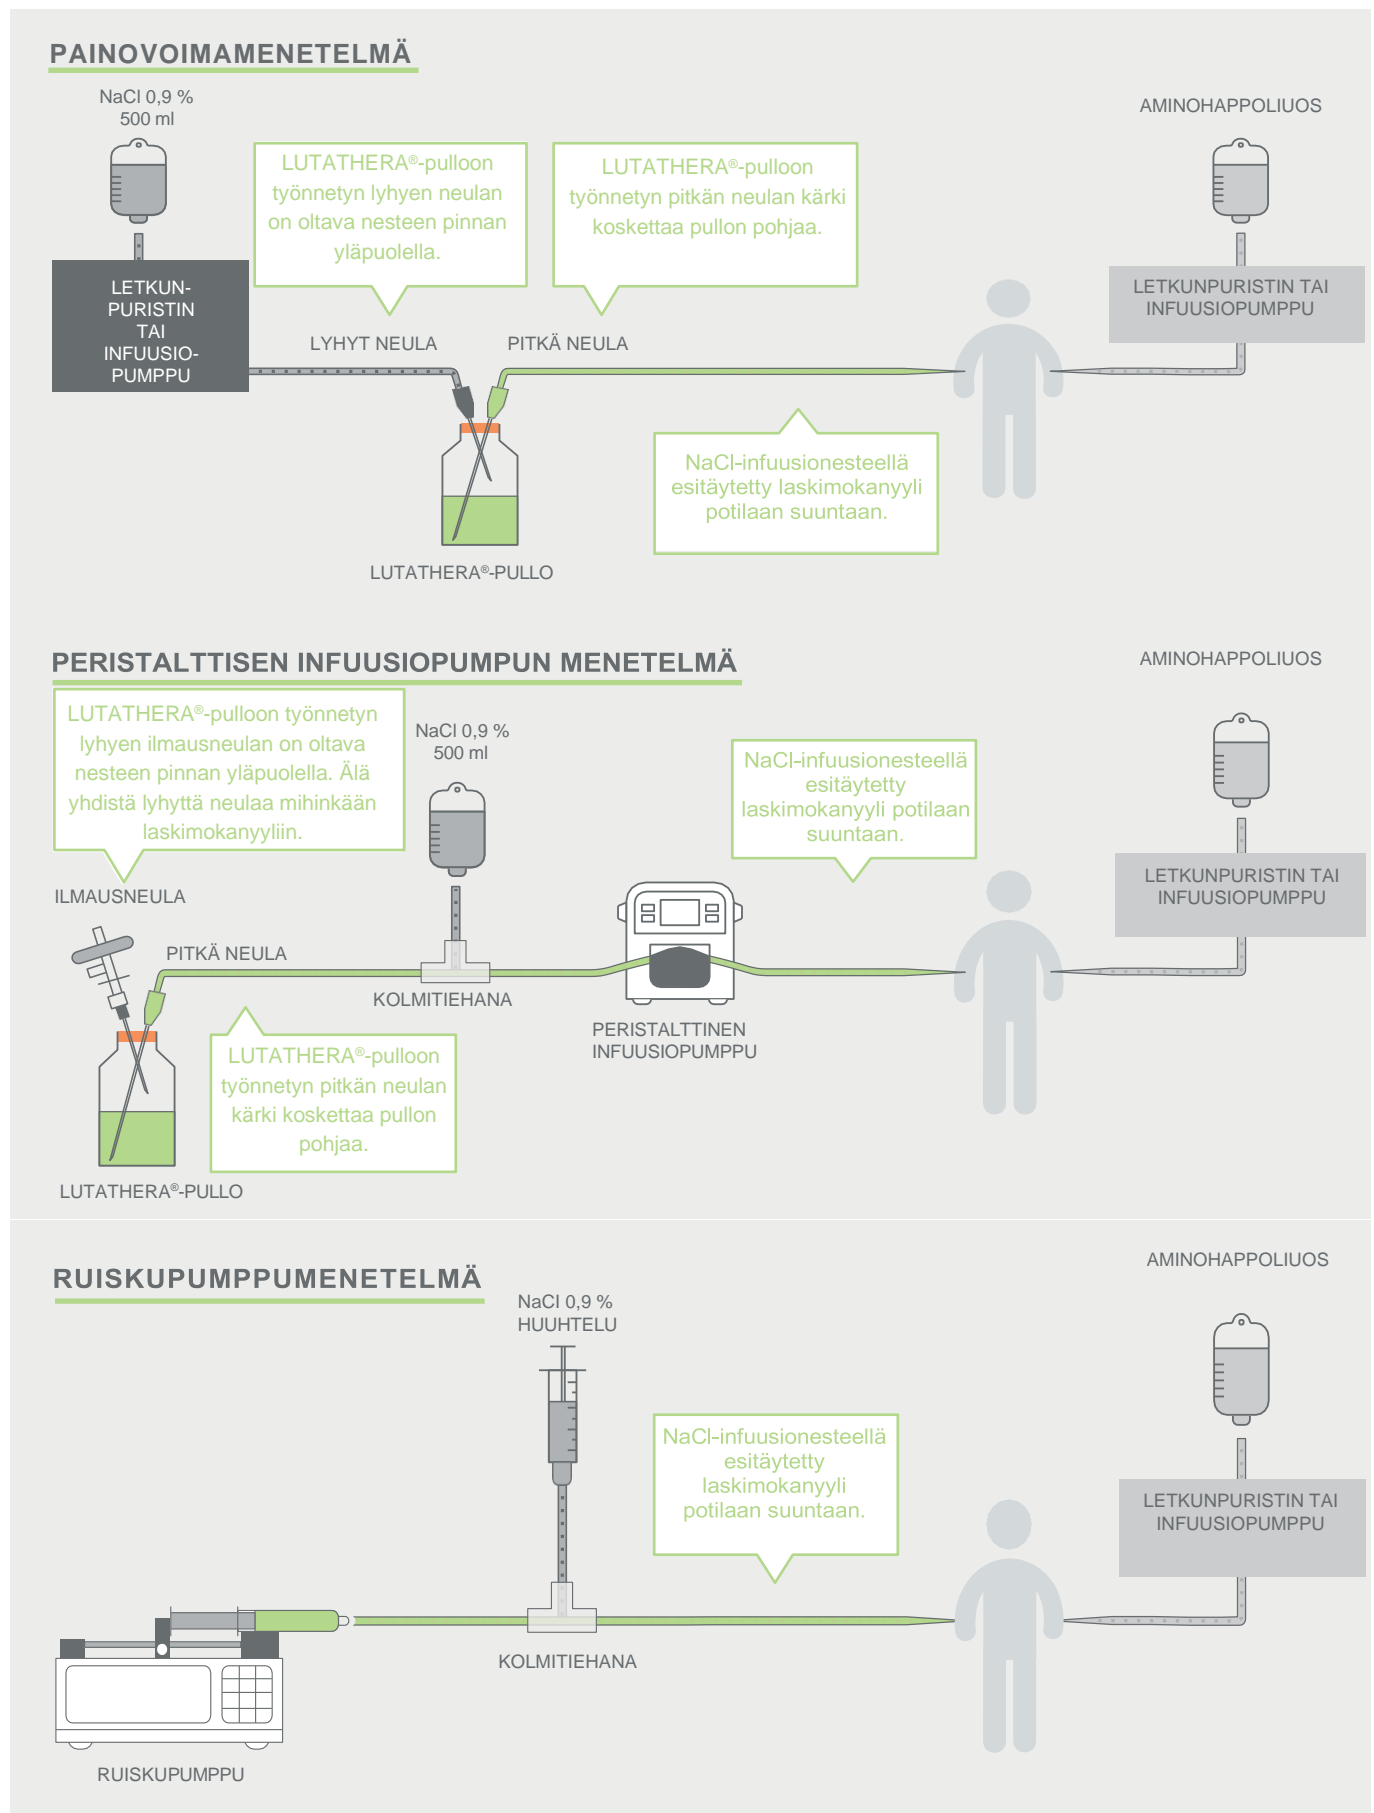 PAINOVOIMAMENETELMÄ
NaCl 0,9 %
500 ml
AMINOHAPPOLIUOS
LUTATHERA®-pulloon
työnnetyn lyhyen neulan
on oltava nesteen pinnan
yläpuolella.
LUTATHERA®-pulloon
työnnetyn pitkän neulan kärki
koskettaa pullon pohjaa.
LETKUN-
PURISTIN
TAI
INFUUSIO-
PUMPPU
LETKUNPURISTIN TAI
INFUUSIOPUMPPU
LYHYT NEULA
PITKÄ NEULA
NaCl-infuusionesteellä
esitäytetty laskimokanyyli
potilaan suuntaan.
LUTATHERA®-PULLO
PERISTALTTISEN INFUUSIOPUMPUN MENETELMÄ
AMINOHAPPOLIUOS
LUTATHERA®-pulloon työnnetyn
lyhyen ilmausneulan on oltava
nesteen pinnan yläpuolella. Älä
yhdistä lyhyttä neulaa mihinkään
laskimokanyyliin.
NaCl 0,9 %
500 ml
NaCl-infuusionesteellä
esitäytetty
laskimokanyyli potilaan
suuntaan.
LETKUNPURISTIN TAI
INFUUSIOPUMPPU
ILMAUSNEULA
PITKÄ NEULA
KOLMITIEHANA
PERISTALTTINEN
INFUUSIOPUMPPU
LUTATHERA®-pulloon
työnnetyn pitkän neulan
kärki koskettaa pullon
pohjaa.
LUTATHERA®-PULLO
RUISKUPUMPPUMENETELMÄ
AMINOHAPPOLIUOS
NaCl 0,9 %
HUUHTELU
NaCl-infuusionesteellä
esitäytetty
laskimokanyyli
potilaan suuntaan.
LETKUNPURISTIN TAI
INFUUSIOPUMPPU
KOLMITIEHANA
RUISKUPUMPPU